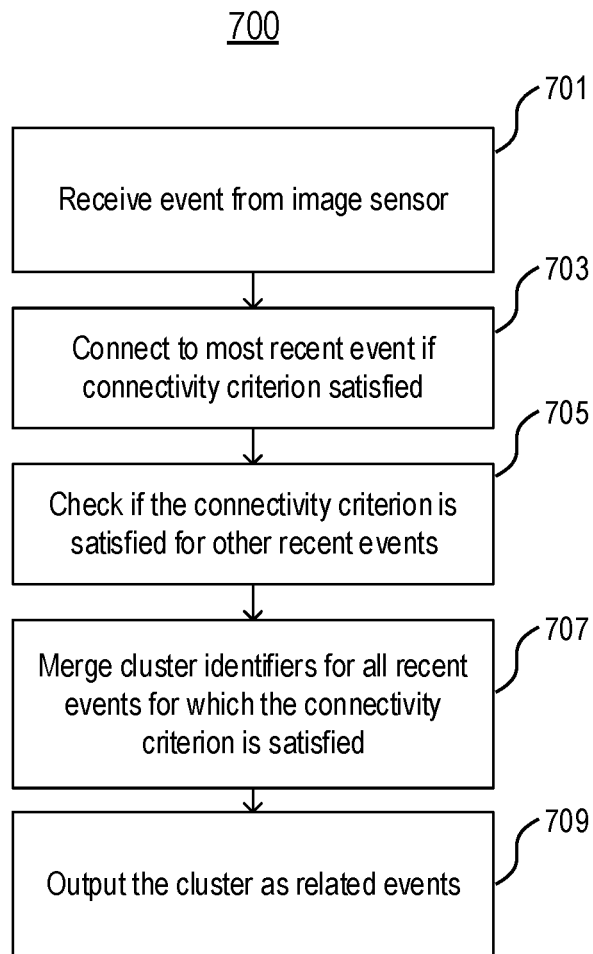 700
701
Receive event from image sensor
703
Connect to most recent event if
connectivity criterion satisfied
705
Check if the connectivity criterion is
satisfied for other recent events
707
Merge cluster identifiers for all recent
events for which the connectivity
criterion is satisfied
709
Output the cluster as related events